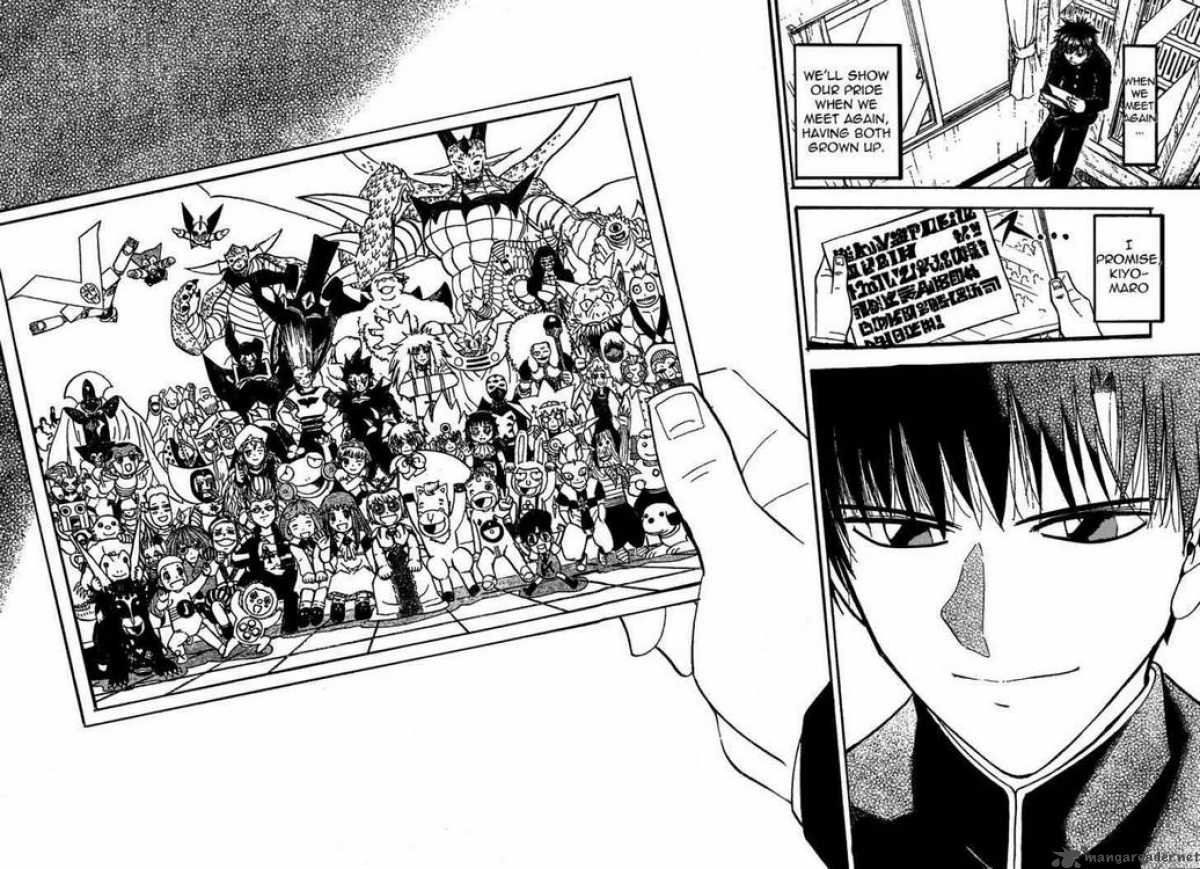 WHEN
WE
MEET
AGAIN
...
WE'LL SHOW
OUR PRIDE
WHEN WE
MEET AGAIN,
HAVING BOTH
GROWN UP.
I
PROMISE,
KIYO-
MARO
mangareader.net